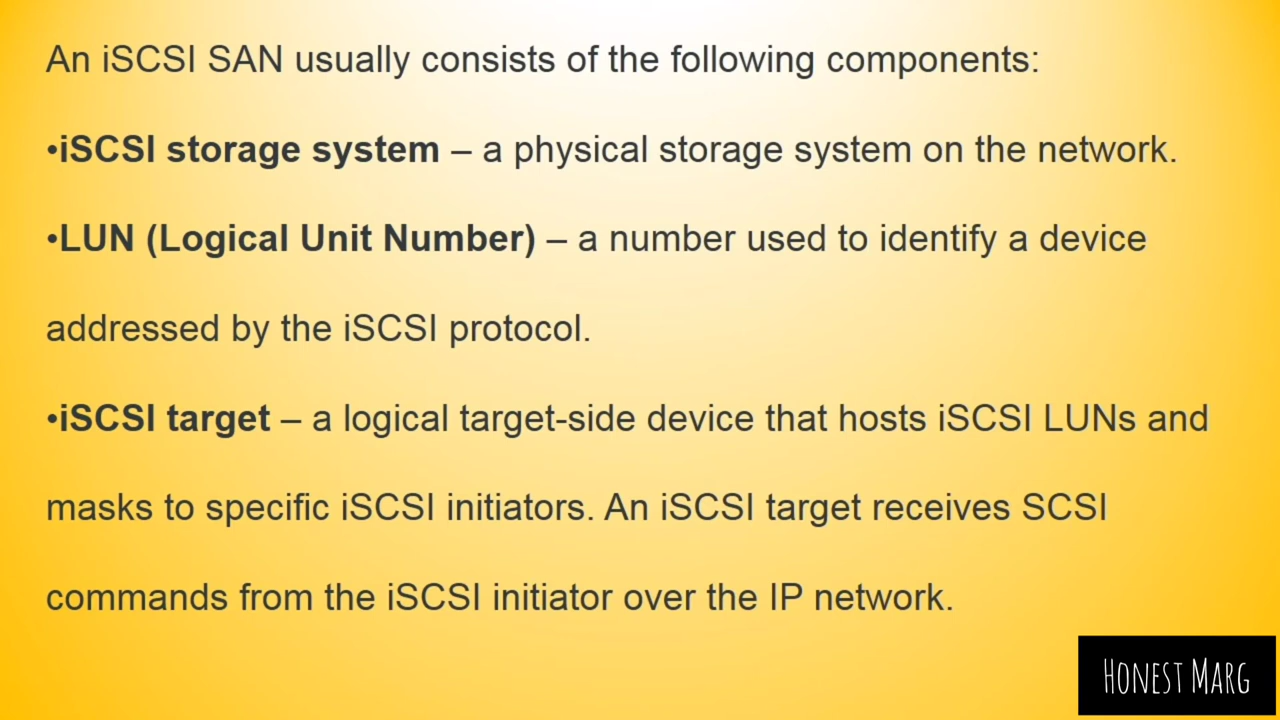 An iSCSI SAN usually consists of the following components:
•iSCSI storage system – a physical storage system on the network.
•LUN (Logical Unit Number) – a number used to identify a device
addressed by the iSCSI protocol.
•iSCSI target – a logical target-side device that hosts iSCSI LUNs and
masks to specific iSCSI initiators. An iSCSI target receives SCSI
commands from the iSCSI initiator over the IP network.
HONEST MARG